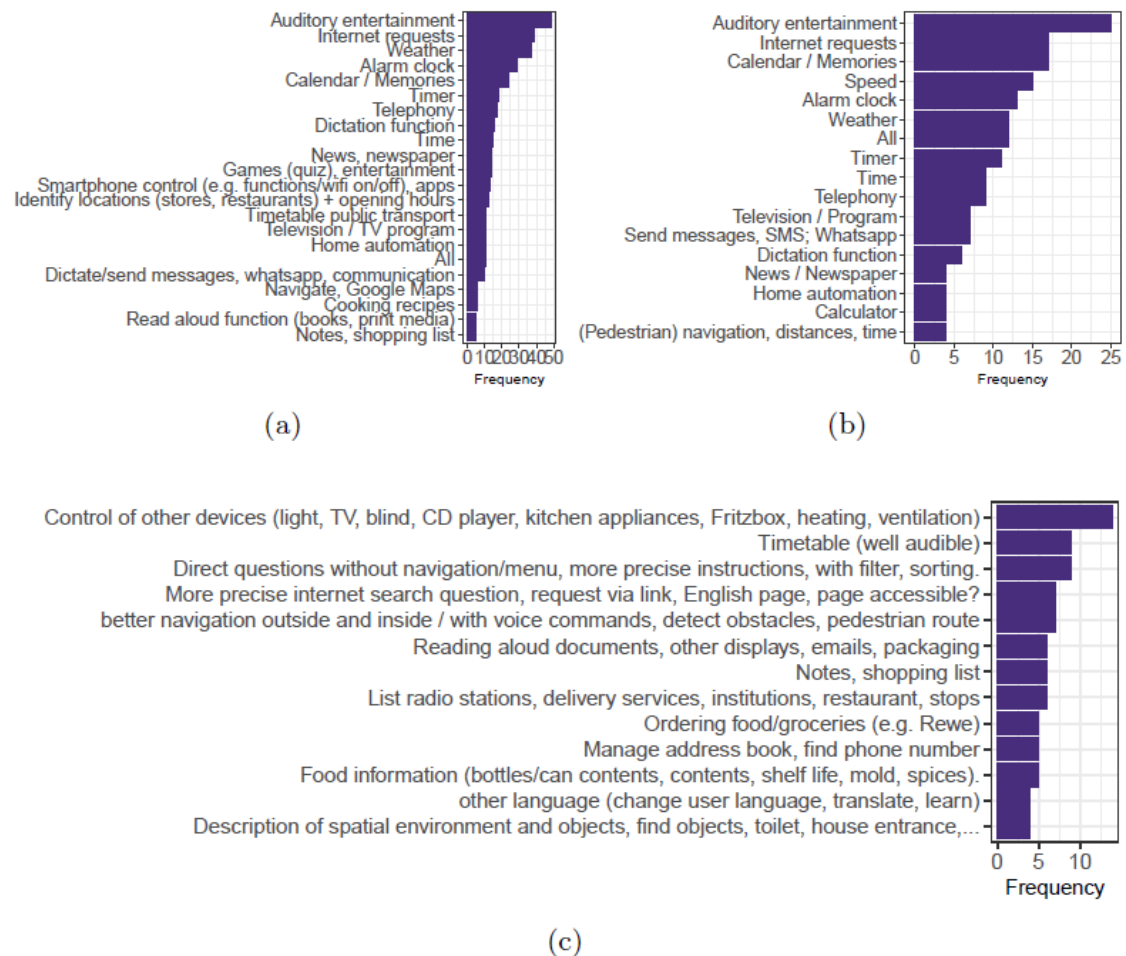 Auditory entertainment
Internet requests
Weather
Alarm clock
Calendar / Memories
Timer
Telephony
Dictation function
Time
News, newspaper
Games (quiz), entertainment
Smartphone control (e.g. functions/wifi on/off), apps
Identify locations (stores, restaurants) + opening hours
Timetable public transport
Television / TV program
Home automation
All
Dictate/send messages, whatsapp, communication
Navigate, Google Maps
Cooking recipes
Read aloud function (books, print media)
Notes, shopping list
0 10 20 30 40 50
Frequency
(a)
Auditory entertainment
Internet requests
Calendar / Memories
Speed
Alarm clock
Weather
All
Timer
Time
Telephony
Television / Program
Send messages, SMS; Whatsapp
Dictation function
News / Newspaper
Home automation
Calculator
(Pedestrian) navigation, distances, time
0 5 10 15 20 25
Frequency
(b)
Control of other devices (light, TV, blind, CD player, kitchen appliances, Fritzbox, heating, ventilation)
Timetable (well audible)
Direct questions without navigation/menu, more precise instructions, with filter, sorting.
More precise internet search question, request via link, English page, page accessible?
better navigation outside and inside / with voice commands, detect obstacles, pedestrian route
Reading aloud documents, other displays, emails, packaging
Notes, shopping list
List radio stations, delivery services, institutions, restaurant, stops
Ordering food/groceries (e.g. Rewe)
Manage address book, find phone number
Food information (bottles/can contents, contents, shelf life, mold, spices).
other language (change user language, translate, learn)
Description of spatial environment and objects, find objects, toilet, house entrance,...
0 5 10
Frequency
(c)